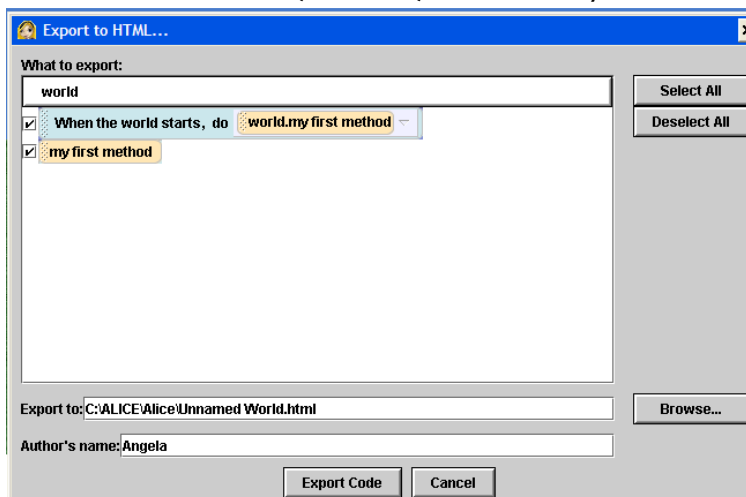 Export to HTML...
What to export:
world
Select All
When the world starts, do world.my first method
Deselect All
my first method
Export to: C:\ALICE\Alice\Unnamed World.html
Browse...
Author's name: Angela
Export Code Cancel